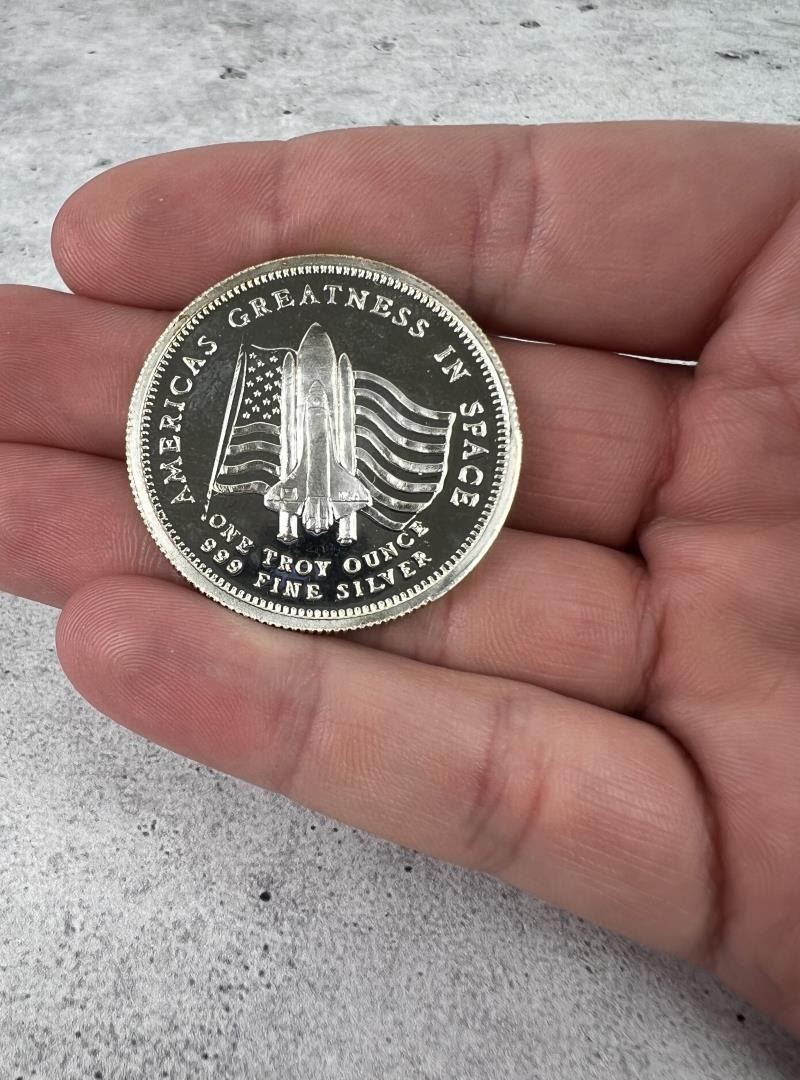 AMERICAS GREATNESS IN SPACE
ONE TROY OUNCE
999 FINE SILVER